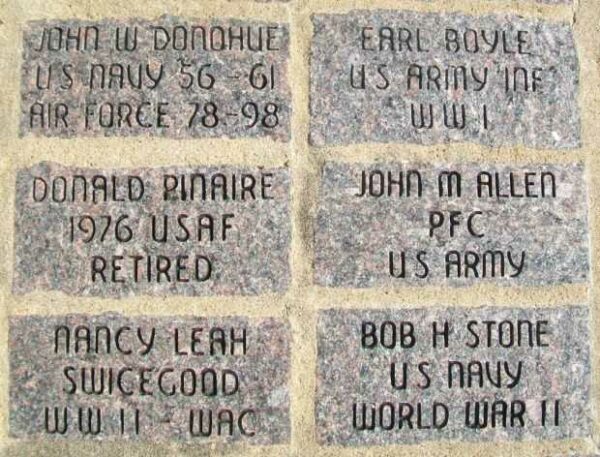 JOHN W DONOHUE
US NAVY 56-61
AIR FORCE 78-98
EARL BOYLE
US ARMY INF
WW I
DONALD PINAIRE
1976 USAF
RETIRED
JOHN M ALLEN
PFC
US ARMY
NANCY LEAH
SWICEGOOD
WW II - WAC
BOB H STONE
US NAVY
WORLD WAR II